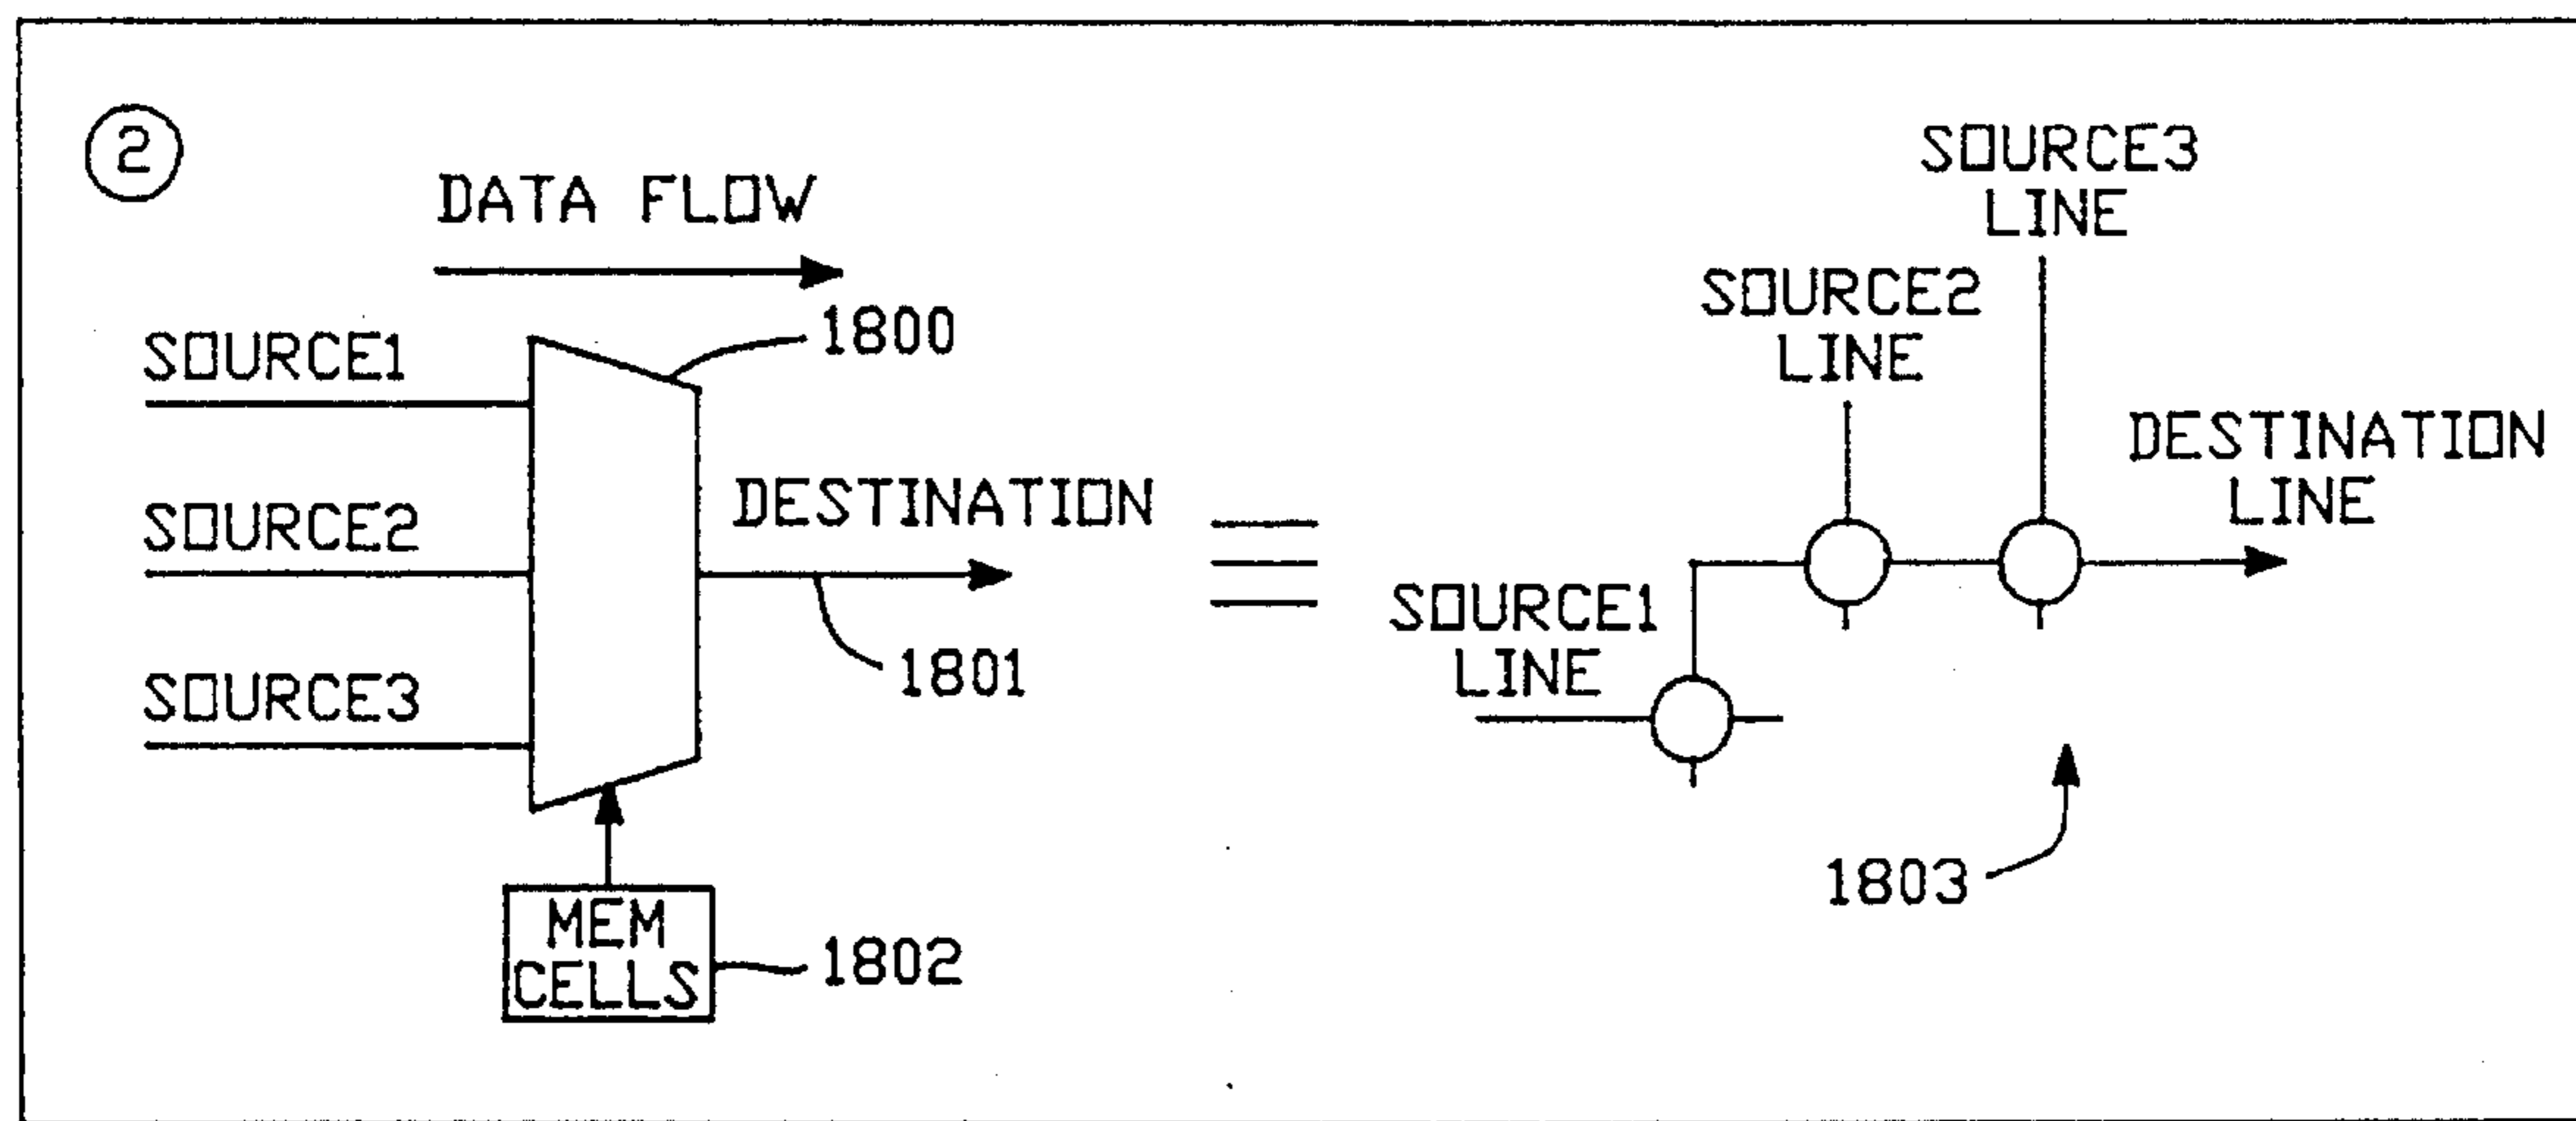 2
DATA FLOW
1800
SOURCE1
SOURCE2
SOURCE3
DESTINATION
1801
MEM
CELLS
1802
SOURCE3
LINE
SOURCE2
LINE
DESTINATION
LINE
SOURCE1
LINE
1803